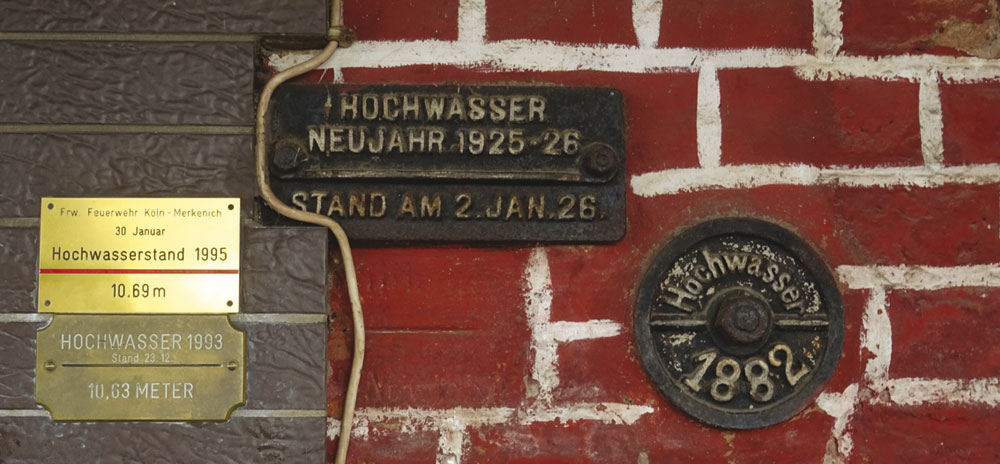 HOCHWASSER
NEUJAHR 1925-26
STAND AM 2.JAN.26.
Frw. Feuerwehr Köln-Merkenich
30 Januar
Hochwasserstand 1995
10.69m
HOCHWASSER 1993
Stand 23.12
10,63 METER
Hochwasser
1882